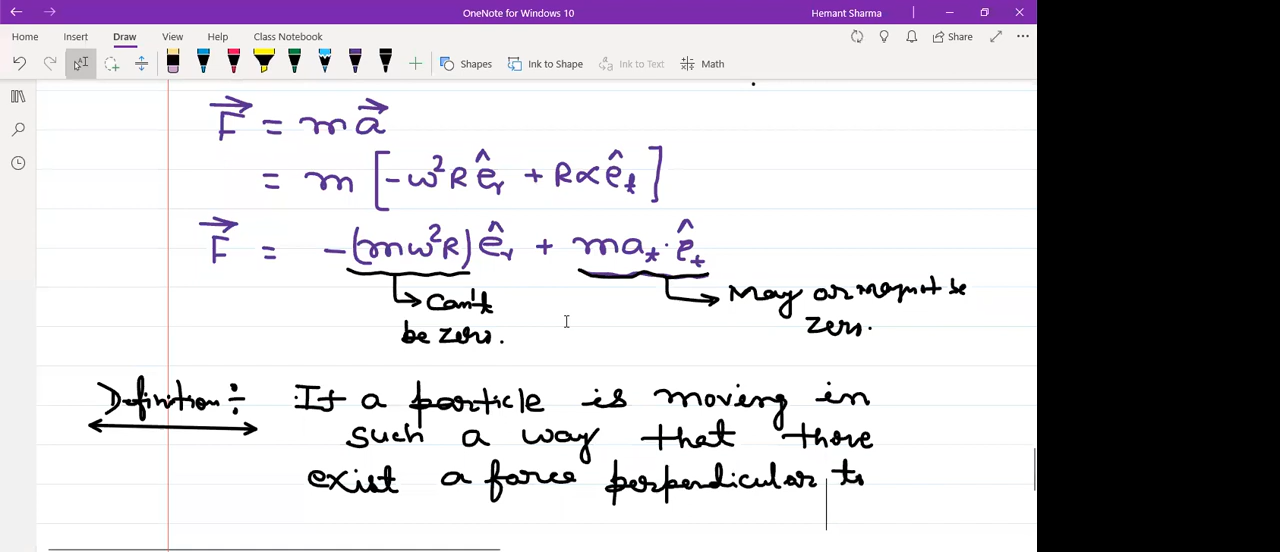 OneNote for Windows 10
Hemant Sharma
Home Insert Draw View Help Class Notebook
Share
Shapes Ink to Shape Ink to Text Math
F⃗ = ma⃗
= m [-ω²R ê_r + R∝ ê_t]
F⃗ = -(mω²R) ê_r + ma_t · ê_t
Can't
be zero.
May or may not be
zero.
Definition ÷ If a particle is moving in
such a way that there
exist a force perpendicular to